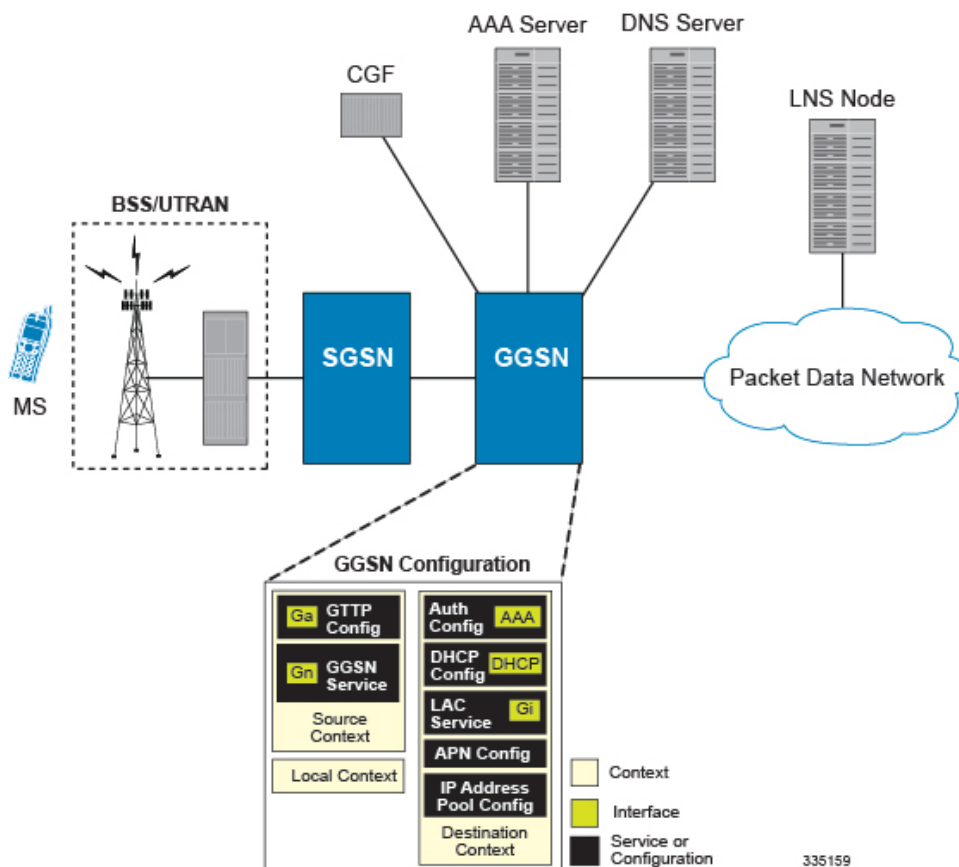 AAA Server
DNS Server
CGF
LNS Node
BSS/UTRAN
SGSN
GGSN
Packet Data Network
MS
GGSN Configuration
Ga
GTTP
Config
Gn
GGSN
Service
Source
Context
Local Context
Auth
Config
AAA
DHCP
Config
DHCP
LAC
Service
Gi
APN Config
IP Address
Pool Config
Destination
Context
Context
Interface
Service or
Configuration
335159